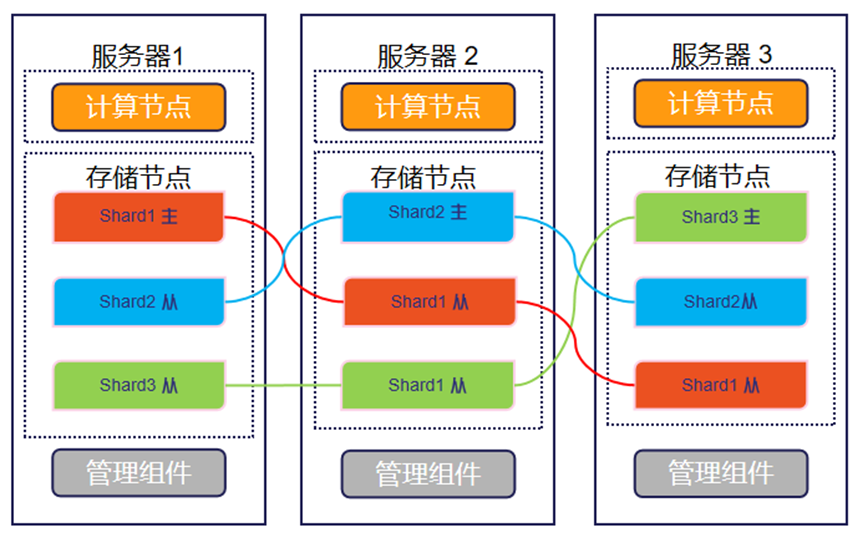 服务器1
计算节点
存储节点
Shard1 主
Shard2 从
Shard3 从
管理组件
服务器 2
计算节点
存储节点
Shard2 主
Shard1 从
Shard1 从
管理组件
服务器 3
计算节点
存储节点
Shard3 主
Shard2从
Shard1 从
管理组件